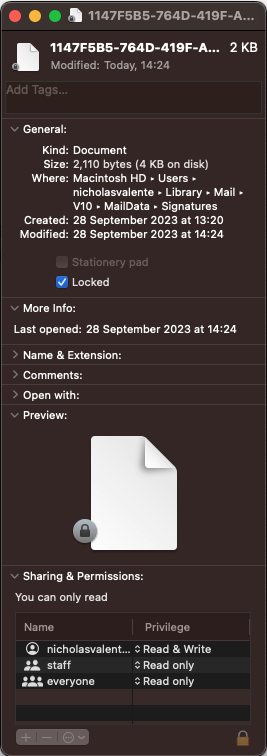 1147F5B5-764D-419F-A...
1147F5B5-764D-419F-A... 2 KB
Modified: Today, 14:24
Add Tags...
General:
Kind: Document
Size: 2,110 bytes (4 KB on disk)
Where: Macintosh HD ▸ Users ▸
nicholasvalente ▸ Library ▸ Mail ▸
V10 ▸ MailData ▸ Signatures
Created: 28 September 2023 at 13:20
Modified: 28 September 2023 at 14:24
Stationery pad
Locked
More Info:
Last opened: 28 September 2023 at 14:24
Name & Extension:
Comments:
Open with:
Preview:
Sharing & Permissions:
You can only read
Name Privilege
nicholasvalent... Read & Write
staff Read only
everyone Read only